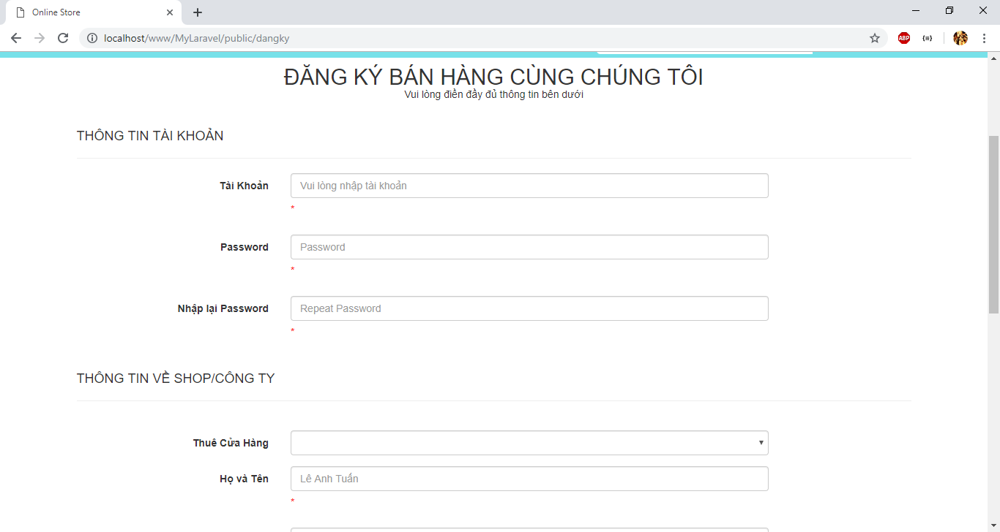 Online Store
localhost/www/MyLaravel/public/dangky
ABP
ĐĂNG KÝ BÁN HÀNG CÙNG CHÚNG TÔI
Vui lòng điền đầy đủ thông tin bên dưới
THÔNG TIN TÀI KHOẢN
Tài Khoản Vui lòng nhập tài khoản
*
Password Password
*
Nhập lại Password Repeat Password
*
THÔNG TIN VỀ SHOP/CÔNG TY
Thuê Cửa Hàng
Họ và Tên Lê Anh Tuấn
*